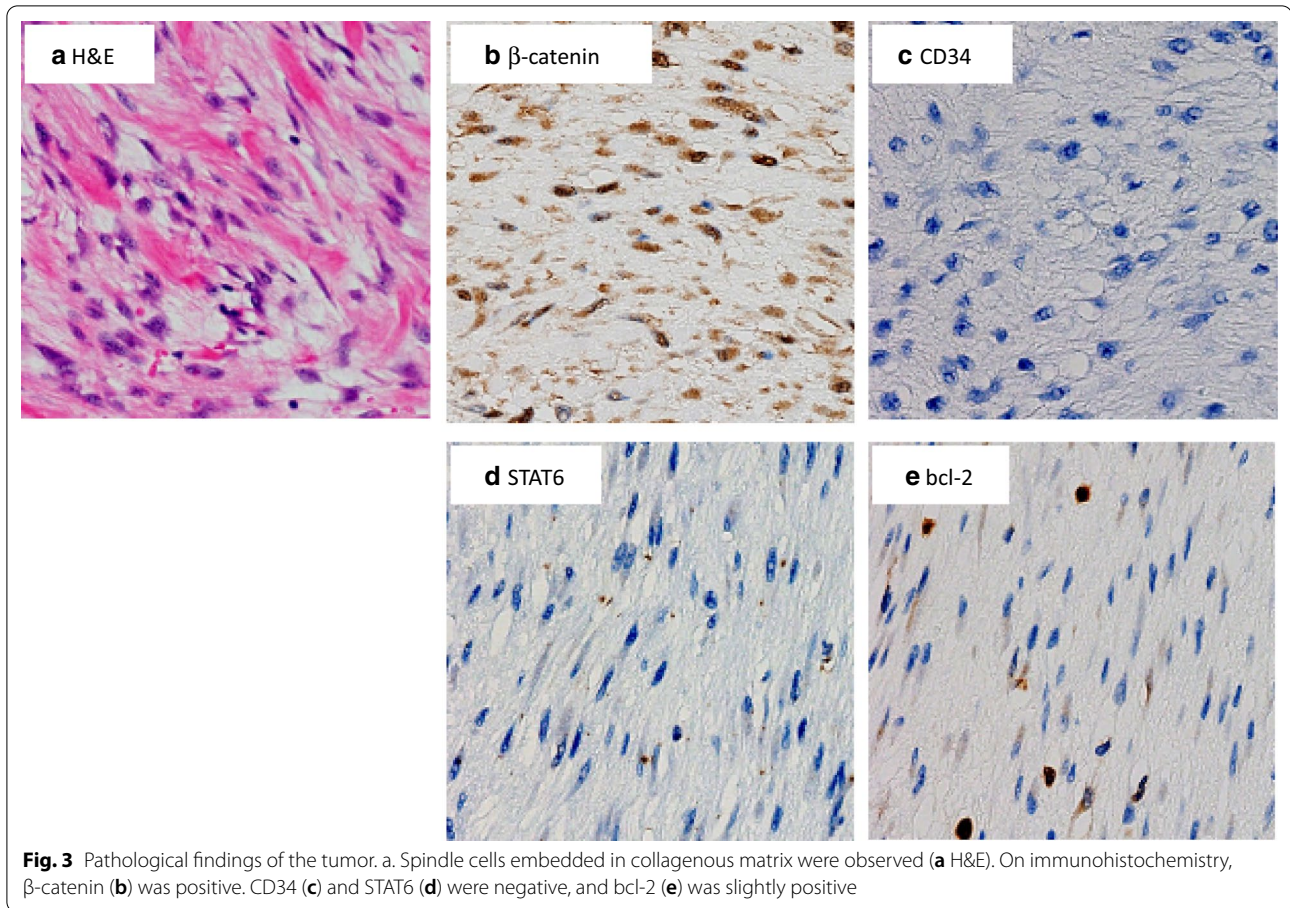 a H&E
b β-catenin
c CD34
d STAT6
e bcl-2
Fig. 3 Pathological findings of the tumor. a. Spindle cells embedded in collagenous matrix were observed (a H&E). On immunohistochemistry,
β-catenin (b) was positive. CD34 (c) and STAT6 (d) were negative, and bcl-2 (e) was slightly positive